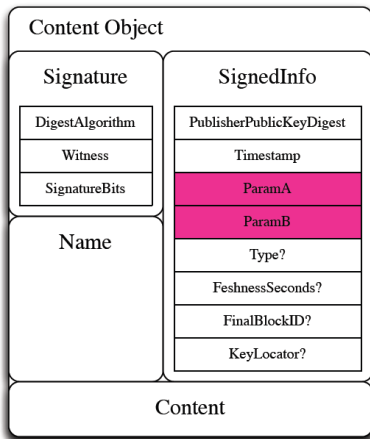 Content Object
Signature
DigestAlgorithm
Witness
SignatureBits
Name
SignedInfo
PublisherPublicKeyDigest
Timestamp
ParamA
ParamB
Type?
FeshnessSeconds?
FinalBlockID?
KeyLocator?
Content